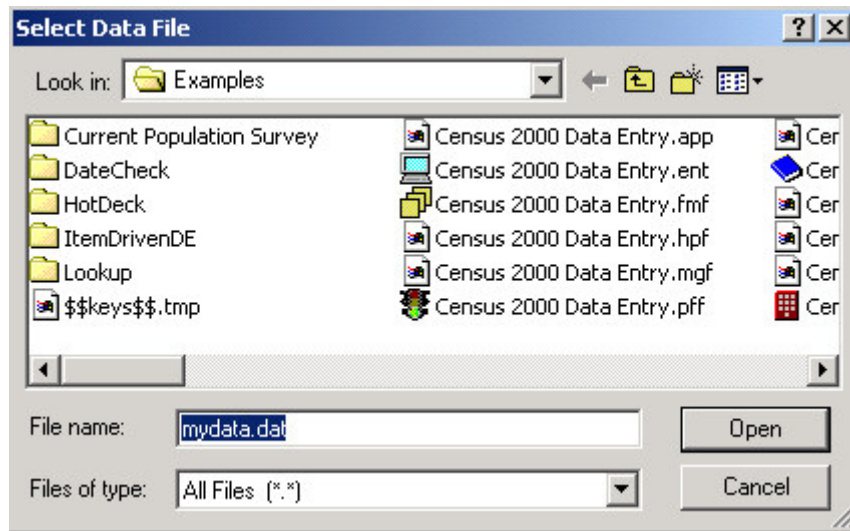 Select Data File
Look in: Examples
Current Population Survey
DateCheck
HotDeck
ItemDrivenDE
Lookup
$$keys$$.tmp
Census 2000 Data Entry.app
Census 2000 Data Entry.ent
Census 2000 Data Entry.fmf
Census 2000 Data Entry.hpf
Census 2000 Data Entry.mgf
Census 2000 Data Entry.pff
Cer
Cer
Cer
Cer
Cer
Cer
File name: mydata.dat Open
Files of type: All Files (*.*) Cancel